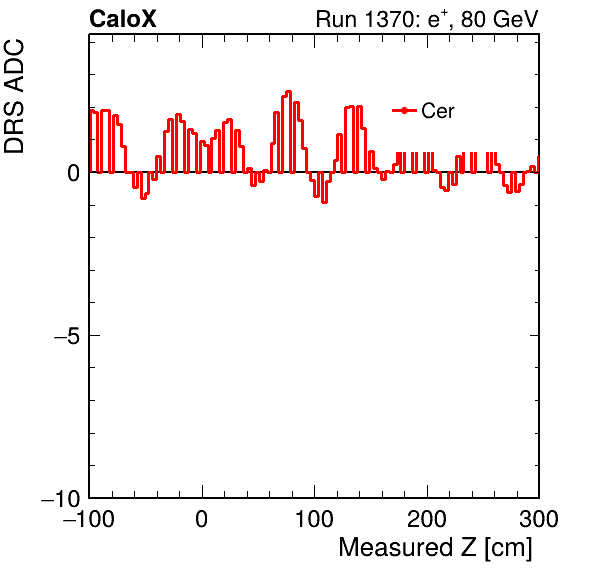 CaloX Run 1370: e⁺, 80 GeV
DRS ADC
Cer
0
−5
−10
−100 0 100 200 300
Measured Z [cm]